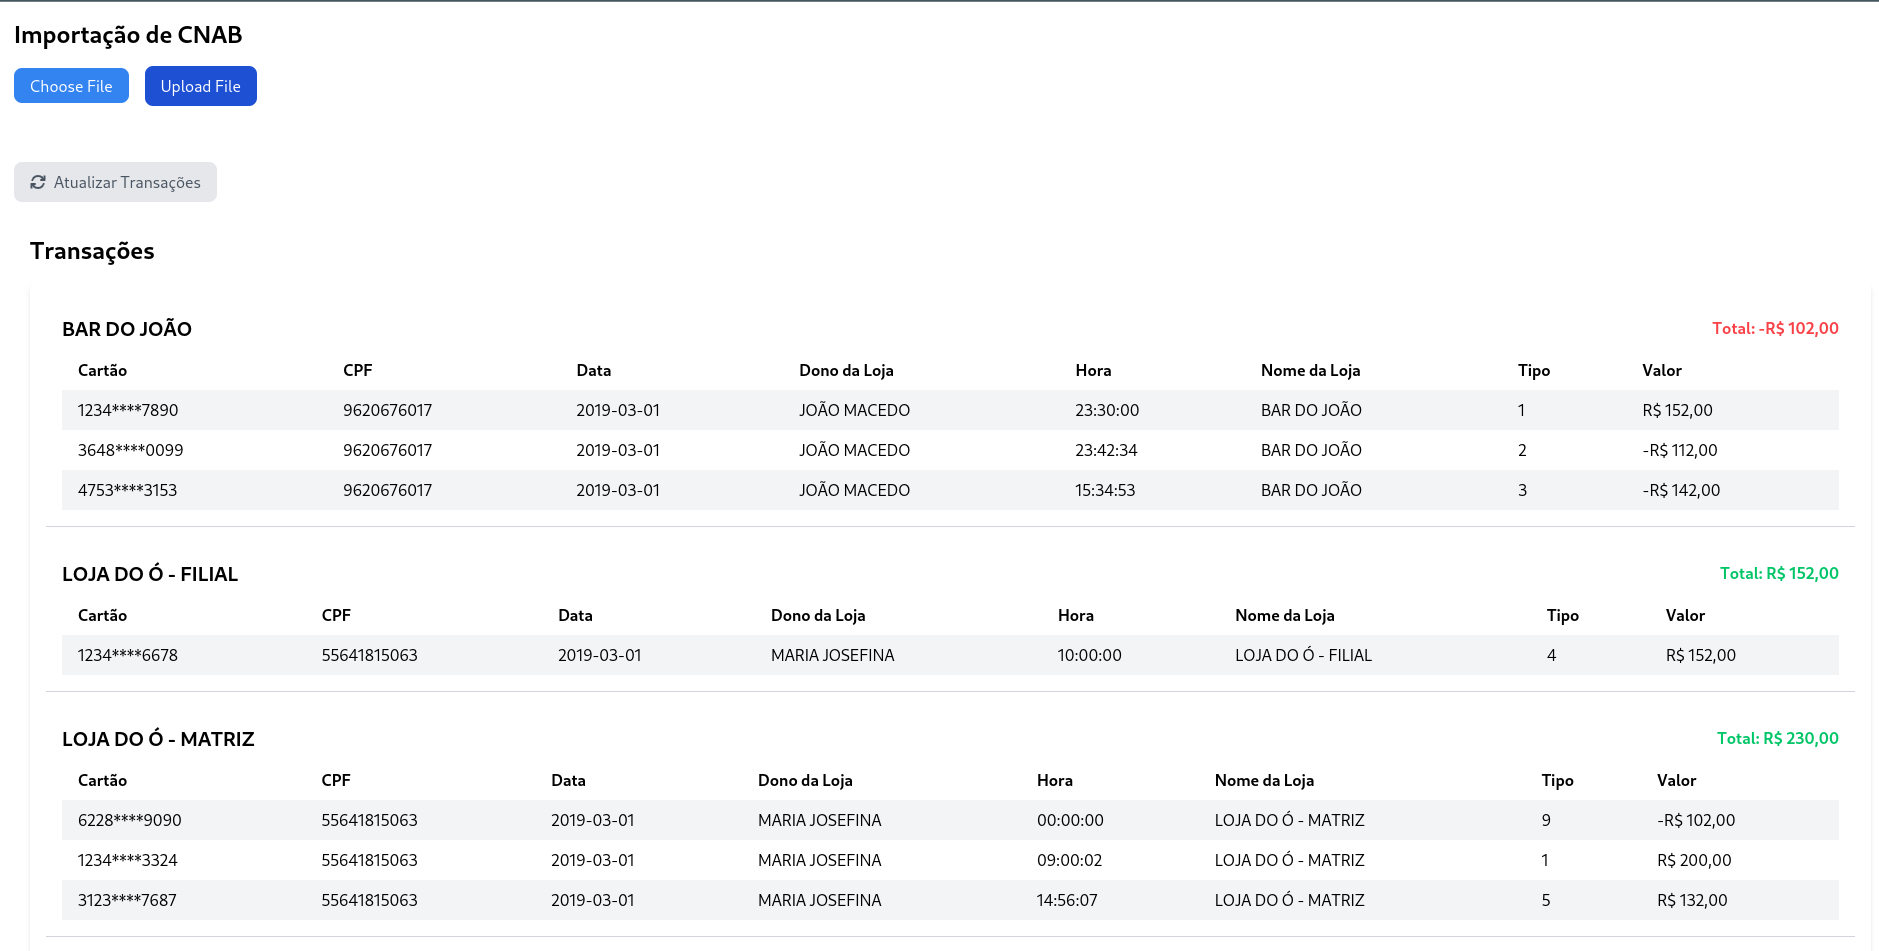 Importação de CNAB
Choose File Upload File
Atualizar Transações
Transações
BAR DO JOÃO Total: -R$ 102,00
Cartão CPF Data Dono da Loja Hora Nome da Loja Tipo Valor
1234****7890 9620676017 2019-03-01 JOÃO MACEDO 23:30:00 BAR DO JOÃO 1 R$ 152,00
3648****0099 9620676017 2019-03-01 JOÃO MACEDO 23:42:34 BAR DO JOÃO 2 -R$ 112,00
4753****3153 9620676017 2019-03-01 JOÃO MACEDO 15:34:53 BAR DO JOÃO 3 -R$ 142,00
LOJA DO Ó - FILIAL Total: R$ 152,00
Cartão CPF Data Dono da Loja Hora Nome da Loja Tipo Valor
1234****6678 55641815063 2019-03-01 MARIA JOSEFINA 10:00:00 LOJA DO Ó - FILIAL 4 R$ 152,00
LOJA DO Ó - MATRIZ Total: R$ 230,00
Cartão CPF Data Dono da Loja Hora Nome da Loja Tipo Valor
6228****9090 55641815063 2019-03-01 MARIA JOSEFINA 00:00:00 LOJA DO Ó - MATRIZ 9 -R$ 102,00
1234****3324 55641815063 2019-03-01 MARIA JOSEFINA 09:00:02 LOJA DO Ó - MATRIZ 1 R$ 200,00
3123****7687 55641815063 2019-03-01 MARIA JOSEFINA 14:56:07 LOJA DO Ó - MATRIZ 5 R$ 132,00